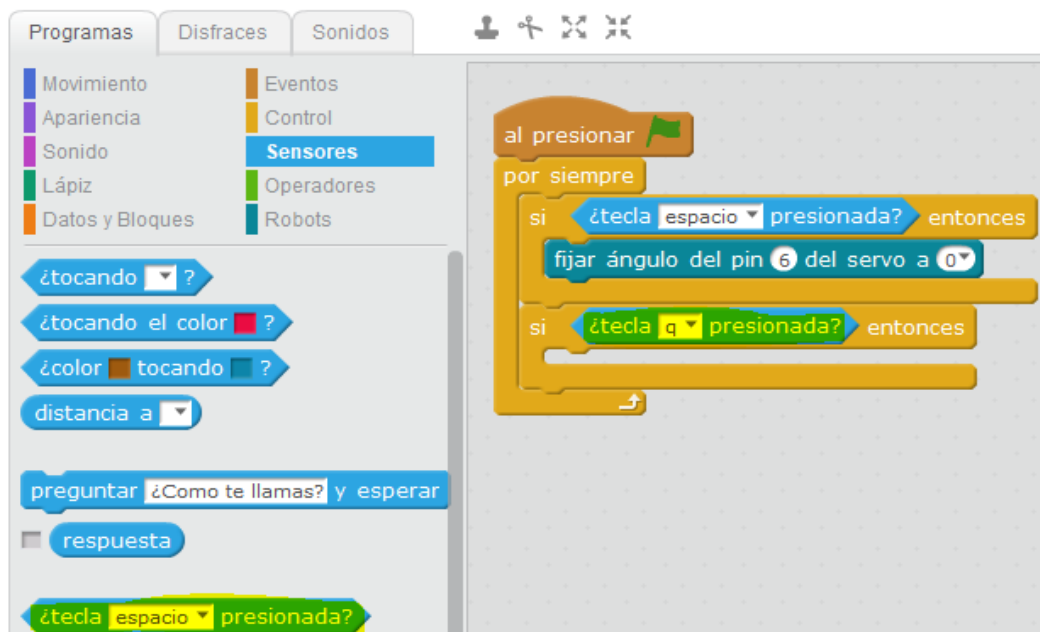 Programas Disfraces Sonidos
Movimiento Eventos
Apariencia Control
Sonido Sensores
Lápiz Operadores
Datos y Bloques Robots
¿tocando ?
¿tocando el color ?
¿color tocando ?
distancia a
preguntar ¿Como te llamas? y esperar
respuesta
¿tecla espacio presionada?
al presionar
por siempre
si ¿tecla espacio presionada? entonces
fijar ángulo del pin 6 del servo a 0
si ¿tecla q presionada? entonces